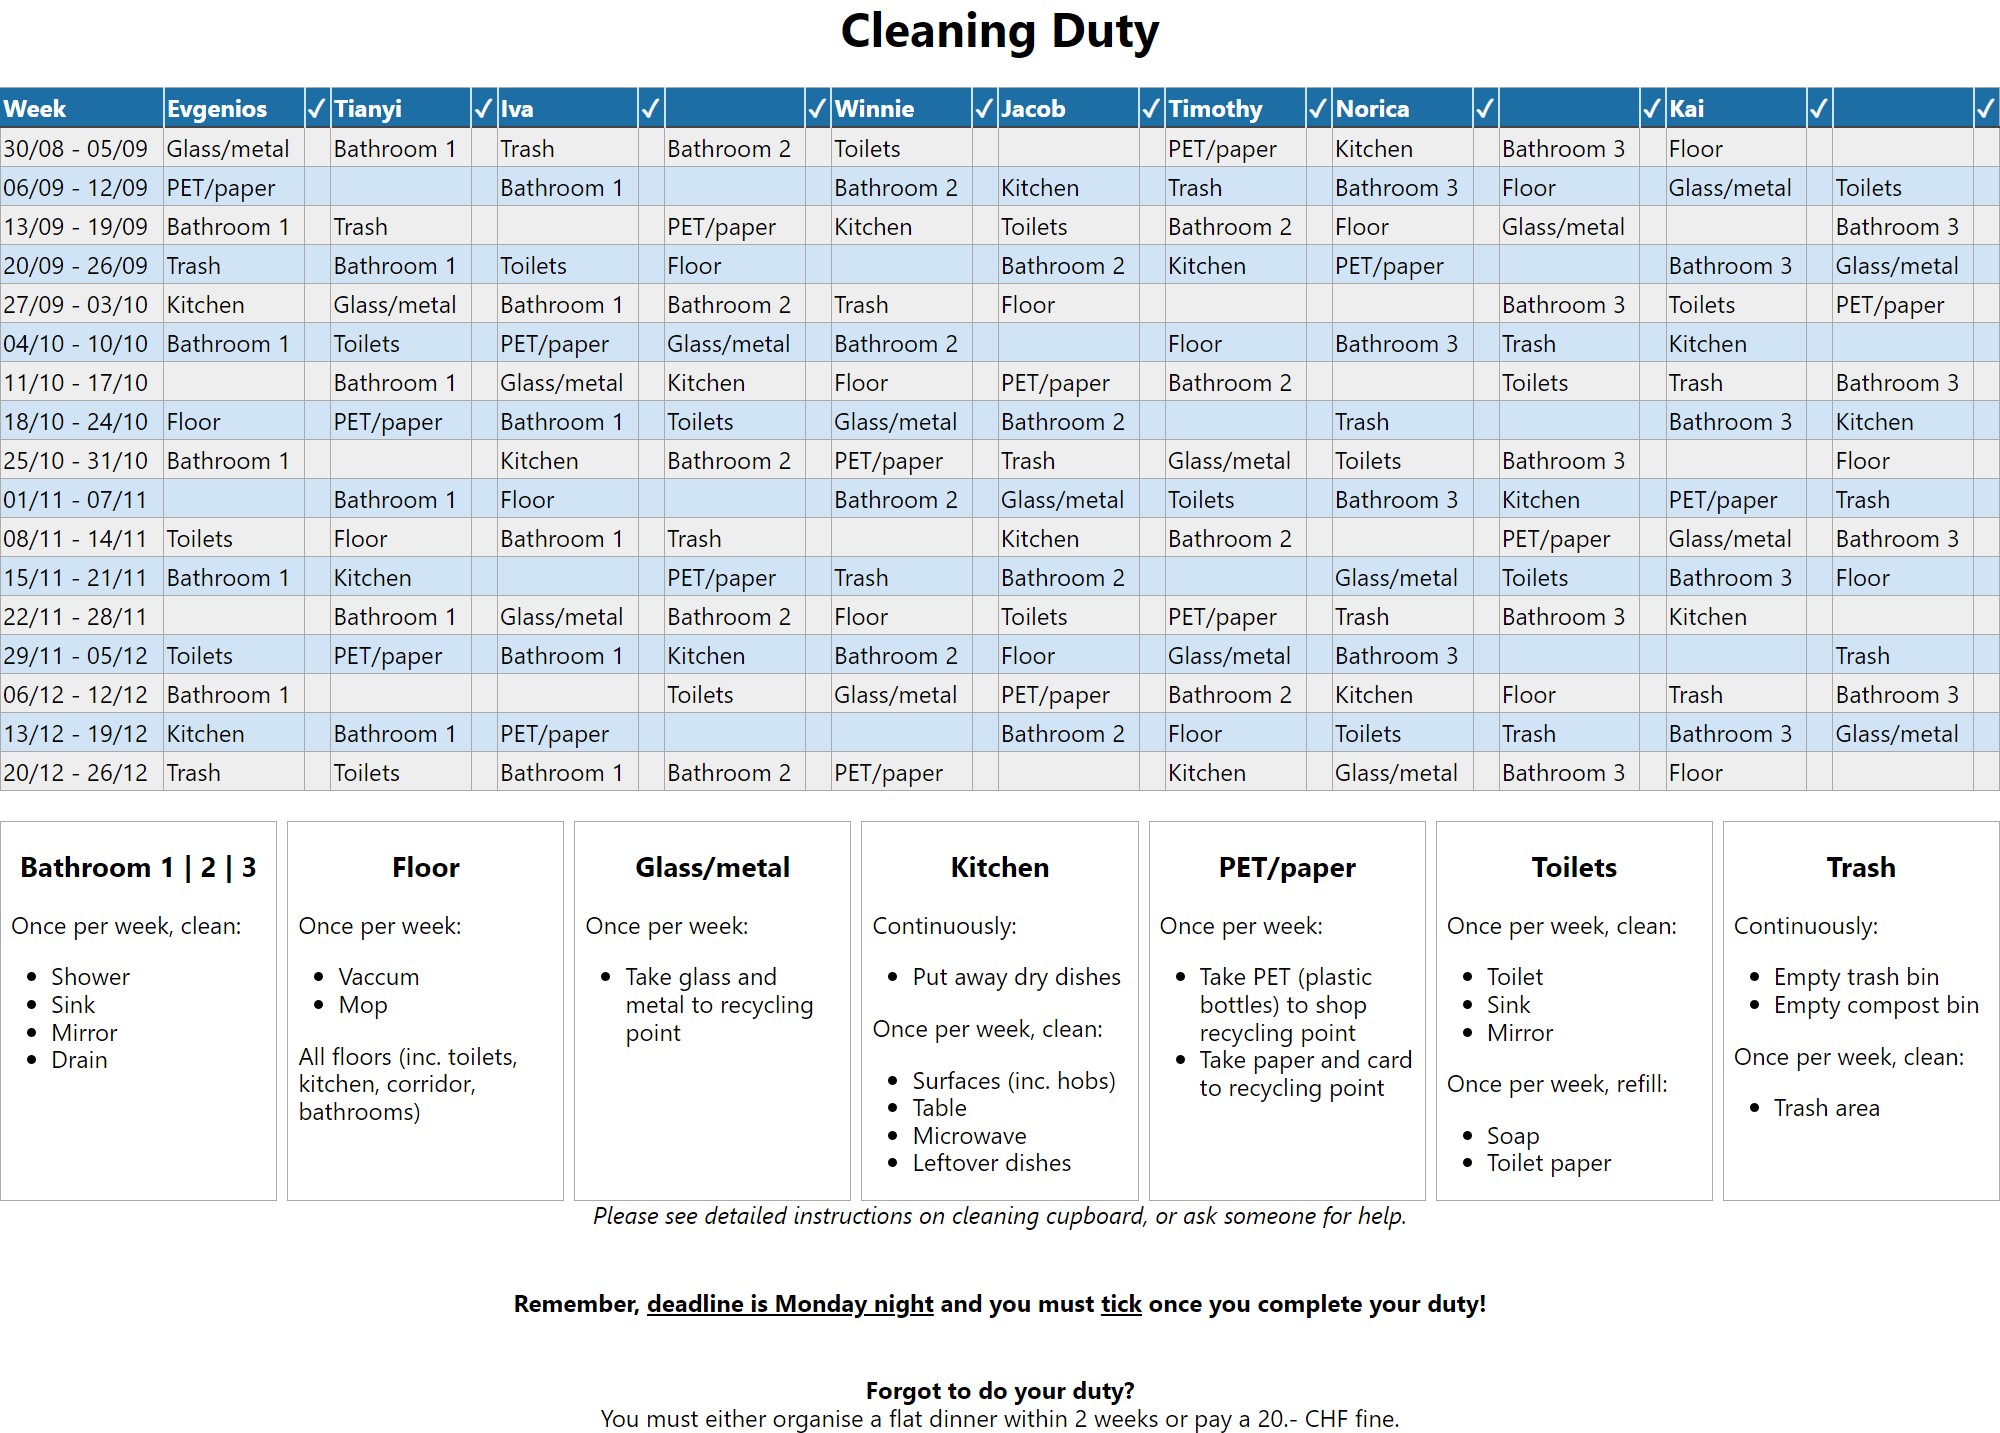 Cleaning Duty
Week Evgenios ✓ Tianyi ✓ Iva ✓ ✓ Winnie ✓ Jacob ✓ Timothy ✓ Norica ✓ ✓ Kai ✓ ✓
30/08 - 05/09 Glass/metal Bathroom 1 Trash Bathroom 2 Toilets PET/paper Kitchen Bathroom 3 Floor
06/09 - 12/09 PET/paper Bathroom 1 Bathroom 2 Kitchen Trash Bathroom 3 Floor Glass/metal Toilets
13/09 - 19/09 Bathroom 1 Trash PET/paper Kitchen Toilets Bathroom 2 Floor Glass/metal Bathroom 3
20/09 - 26/09 Trash Bathroom 1 Toilets Floor Bathroom 2 Kitchen PET/paper Bathroom 3 Glass/metal
27/09 - 03/10 Kitchen Glass/metal Bathroom 1 Bathroom 2 Trash Floor Bathroom 3 Toilets PET/paper
04/10 - 10/10 Bathroom 1 Toilets PET/paper Glass/metal Bathroom 2 Floor Bathroom 3 Trash Kitchen
11/10 - 17/10 Bathroom 1 Glass/metal Kitchen Floor PET/paper Bathroom 2 Toilets Trash Bathroom 3
18/10 - 24/10 Floor PET/paper Bathroom 1 Toilets Glass/metal Bathroom 2 Trash Bathroom 3 Kitchen
25/10 - 31/10 Bathroom 1 Kitchen Bathroom 2 PET/paper Trash Glass/metal Toilets Bathroom 3 Floor
01/11 - 07/11 Bathroom 1 Floor Bathroom 2 Glass/metal Toilets Bathroom 3 Kitchen PET/paper Trash
08/11 - 14/11 Toilets Floor Bathroom 1 Trash Kitchen Bathroom 2 PET/paper Glass/metal Bathroom 3
15/11 - 21/11 Bathroom 1 Kitchen PET/paper Trash Bathroom 2 Glass/metal Toilets Bathroom 3 Floor
22/11 - 28/11 Bathroom 1 Glass/metal Bathroom 2 Floor Toilets PET/paper Trash Bathroom 3 Kitchen
29/11 - 05/12 Toilets PET/paper Bathroom 1 Kitchen Bathroom 2 Floor Glass/metal Bathroom 3 Trash
06/12 - 12/12 Bathroom 1 Toilets Glass/metal PET/paper Bathroom 2 Kitchen Floor Trash Bathroom 3
13/12 - 19/12 Kitchen Bathroom 1 PET/paper Bathroom 2 Floor Toilets Trash Bathroom 3 Glass/metal
20/12 - 26/12 Trash Toilets Bathroom 1 Bathroom 2 PET/paper Kitchen Glass/metal Bathroom 3 Floor
Bathroom 1 | 2 | 3
Once per week, clean:
• Shower
• Sink
• Mirror
• Drain
Floor
Once per week:
• Vaccum
• Mop
All floors (inc. toilets,
kitchen, corridor,
bathrooms)
Glass/metal
Once per week:
• Take glass and
metal to recycling
point
Kitchen
Continuously:
• Put away dry dishes
Once per week, clean:
• Surfaces (inc. hobs)
• Table
• Microwave
• Leftover dishes
PET/paper
Once per week:
• Take PET (plastic
bottles) to shop
recycling point
• Take paper and card
to recycling point
Toilets
Once per week, clean:
• Toilet
• Sink
• Mirror
Once per week, refill:
• Soap
• Toilet paper
Trash
Continuously:
• Empty trash bin
• Empty compost bin
Once per week, clean:
• Trash area
Please see detailed instructions on cleaning cupboard, or ask someone for help.
Remember, deadline is Monday night and you must tick once you complete your duty!
Forgot to do your duty?
You must either organise a flat dinner within 2 weeks or pay a 20.- CHF fine.